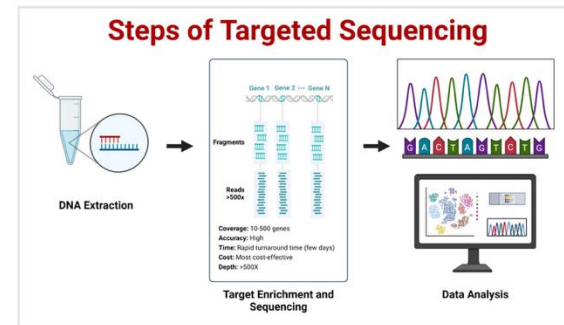 Steps of Targeted Sequencing
DNA Extraction
Gene 1 Gene 2 --- Gene N
Fragments
Reads
>500x
Coverage: 10-500 genes
Accuracy: High
Time: Rapid turnaround time (few days)
Cost: Most cost-effective
Depth: >500X
Target Enrichment and
Sequencing
G A C T A G T C T G
Data Analysis